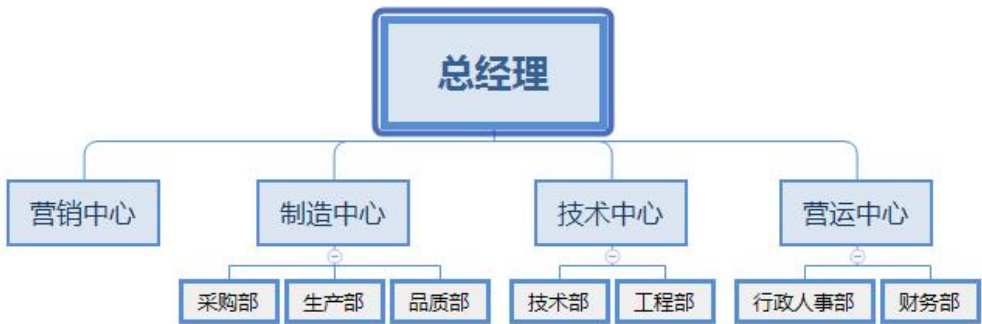 总经理
营销中心
制造中心
技术中心
营运中心
采购部
生产部
品质部
技术部
工程部
行政人事部
财务部